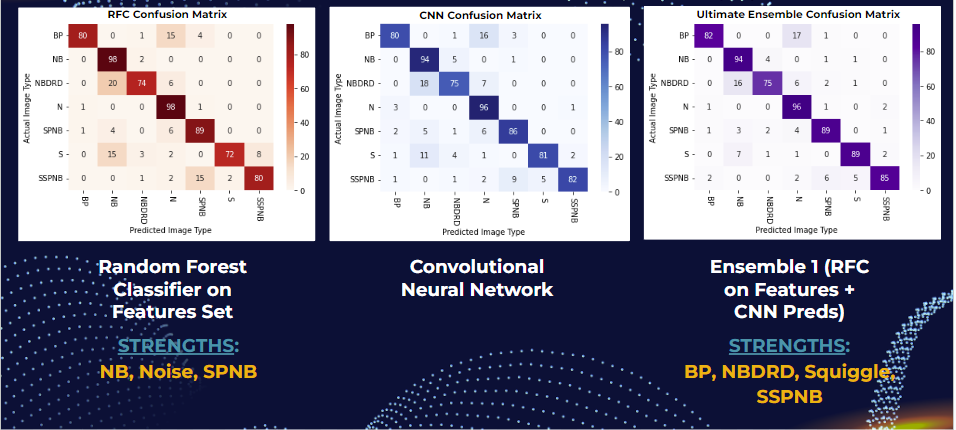 RFC Confusion Matrix
Actual Image Type
BP 80 0 1 15 4 0 0
NB 0 98 2 0 0 0 0
NBDRD 0 20 74 6 0 0 0
N 1 0 0 98 1 0 0
SPNB 1 4 0 6 89 0 0
S 0 15 3 2 0 72 8
SSPNB 0 0 1 2 15 2 80
BP NB NBDRD N SPNB S SSPNB
Predicted Image Type
80
60
40
20
0
CNN Confusion Matrix
Actual Image Type
BP 80 0 1 16 3 0 0
NB 0 94 5 0 1 0 0
NBDRD 0 18 75 7 0 0 0
N 3 0 0 96 0 0 1
SPNB 2 5 1 6 86 0 0
S 1 11 4 1 0 81 2
SSPNB 1 0 1 2 9 5 82
BP NB NBDRD N SPNB S SSPNB
Predicted Image Type
80
60
40
20
0
Ultimate Ensemble Confusion Matrix
Actual Image Type
BP 82 0 0 17 1 0 0
NB 0 94 4 0 1 1 0
NBDRD 0 16 75 6 2 1 0
N 1 0 0 96 1 0 2
SPNB 1 3 2 4 89 1 0
S 0 7 1 1 0 89 2
SSPNB 2 0 0 2 6 5 85
BP NB NBDRD N SPNB S SSPNB
Predicted Image Type
80
60
40
20
0
Random Forest
Classifier on
Features Set
STRENGTHS:
NB, Noise, SPNB
Convolutional
Neural Network
Ensemble 1 (RFC
on Features +
CNN Preds)
STRENGTHS:
BP, NBDRD, Squiggle,
SSPNB